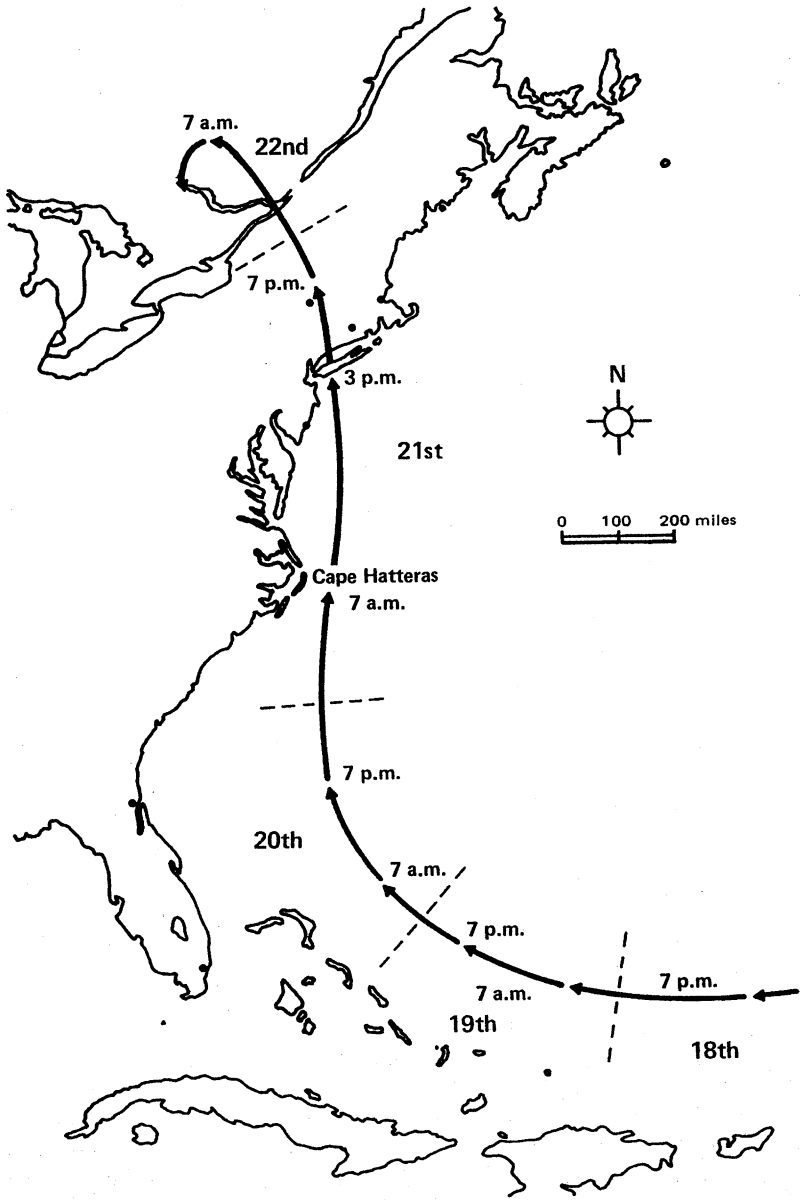 7 a.m.
22nd
7 p.m.
3 p.m.
N
21st
0 100 200 miles
Cape Hatteras
7 a.m.
7 p.m.
20th
7 a.m.
7 p.m.
7 p.m.
7 a.m.
19th
18th